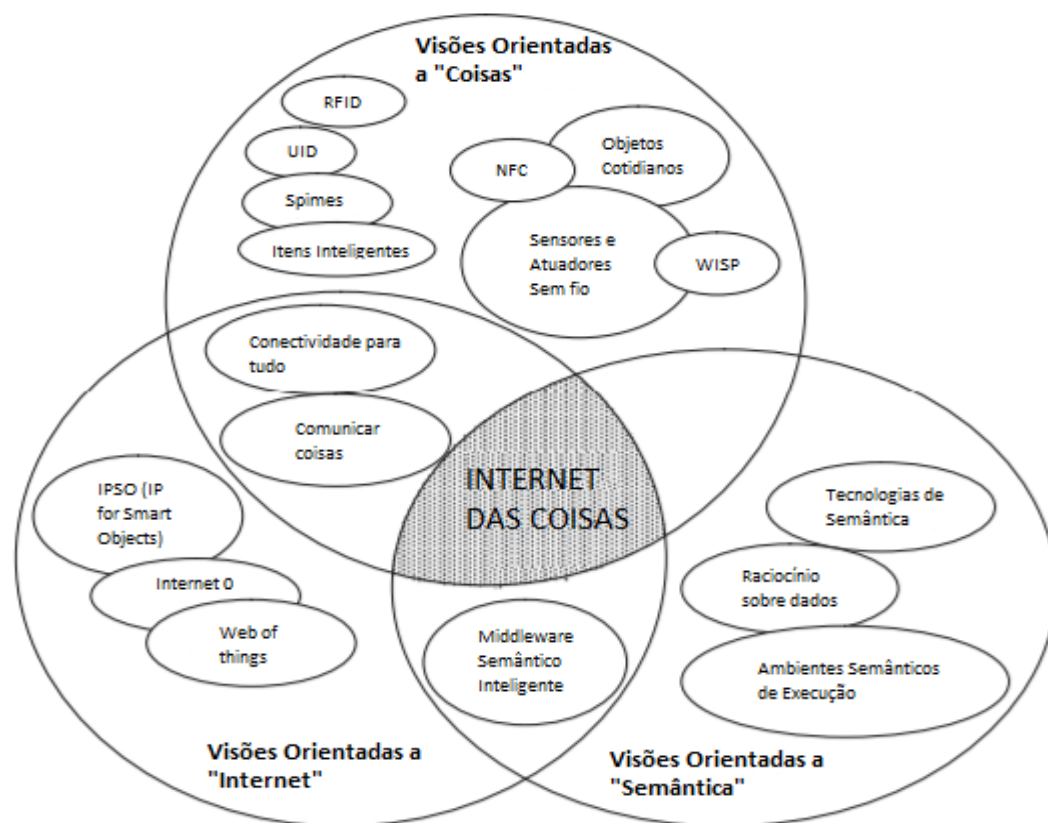 Visões Orientadas
a "Coisas"
RFID
UID
Spimes
Itens Inteligentes
NFC
Objetos
Cotidianos
Sensores e
Atuadores
Sem fio
WISP
Conectividade para
tudo
Comunicar
coisas
INTERNET
DAS COISAS
IPSO (IP
for Smart
Objects)
Internet 0
Web of
things
Middleware
Semântico
Inteligente
Tecnologias de
Semântica
Raciocínio
sobre dados
Ambientes Semânticos
de Execução
Visões Orientadas a
"Internet"
Visões Orientadas a
"Semântica"